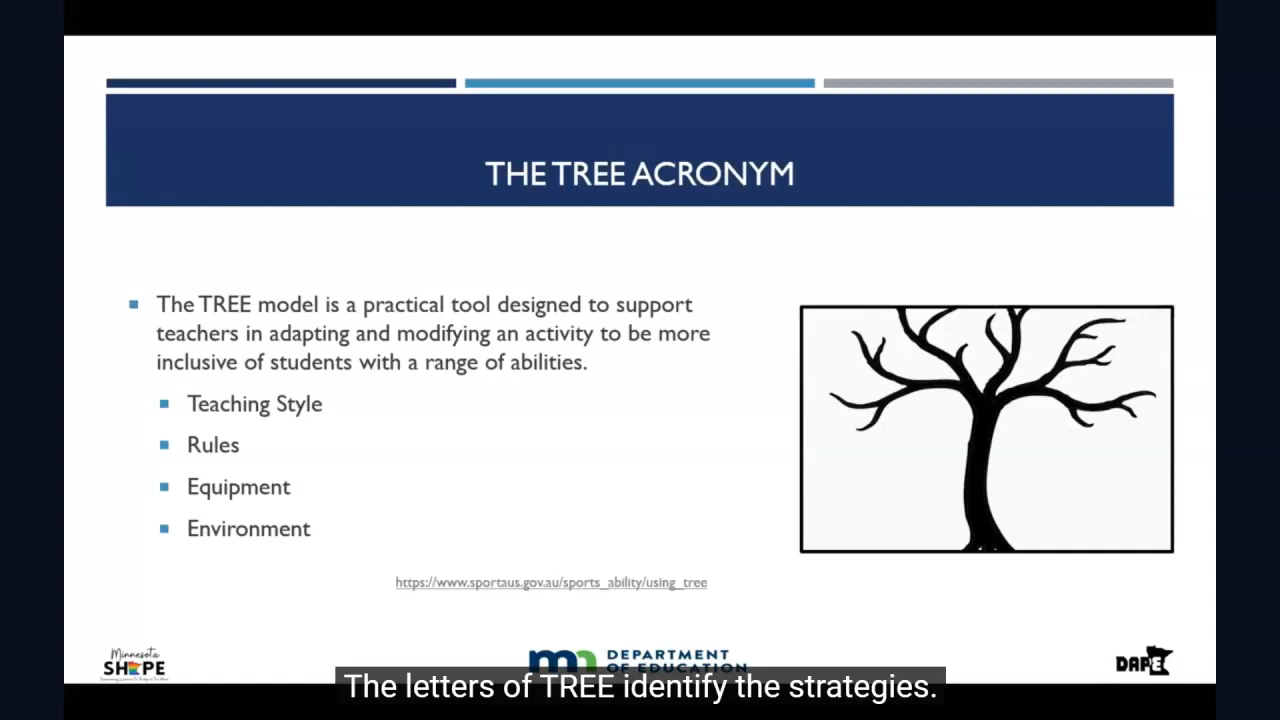 THE TREE ACRONYM
The TREE model is a practical tool designed to support
teachers in adapting and modifying an activity to be more
inclusive of students with a range of abilities.
Teaching Style
Rules
Equipment
Environment
https://www.sportaus.gov.au/sports_ability/using_tree
Minnesota
SHAPE
mn DEPARTMENT
OF EDUCATION
DAPE
The letters of TREE identify the strategies.